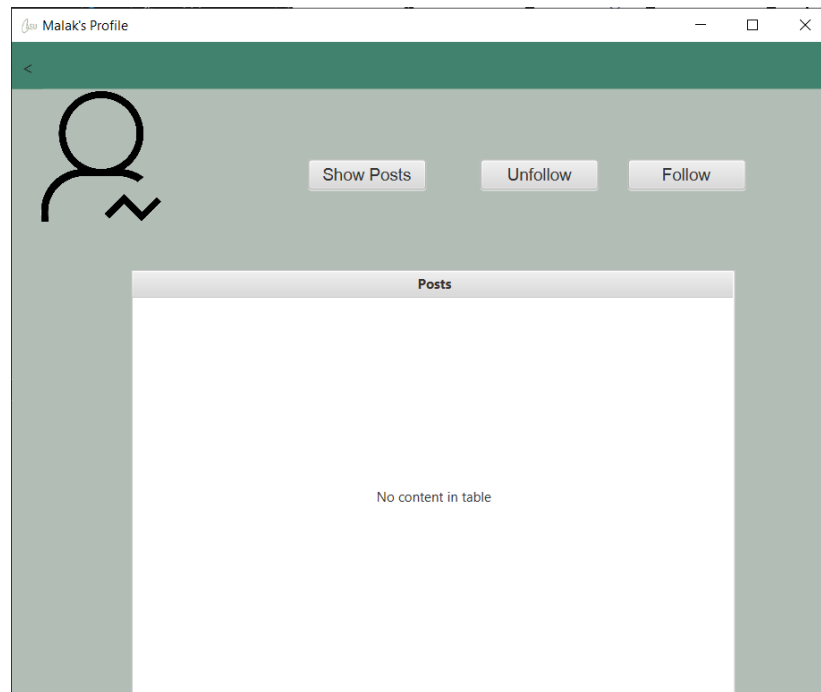 Malak's Profile
<
Show Posts Unfollow Follow
Posts
No content in table